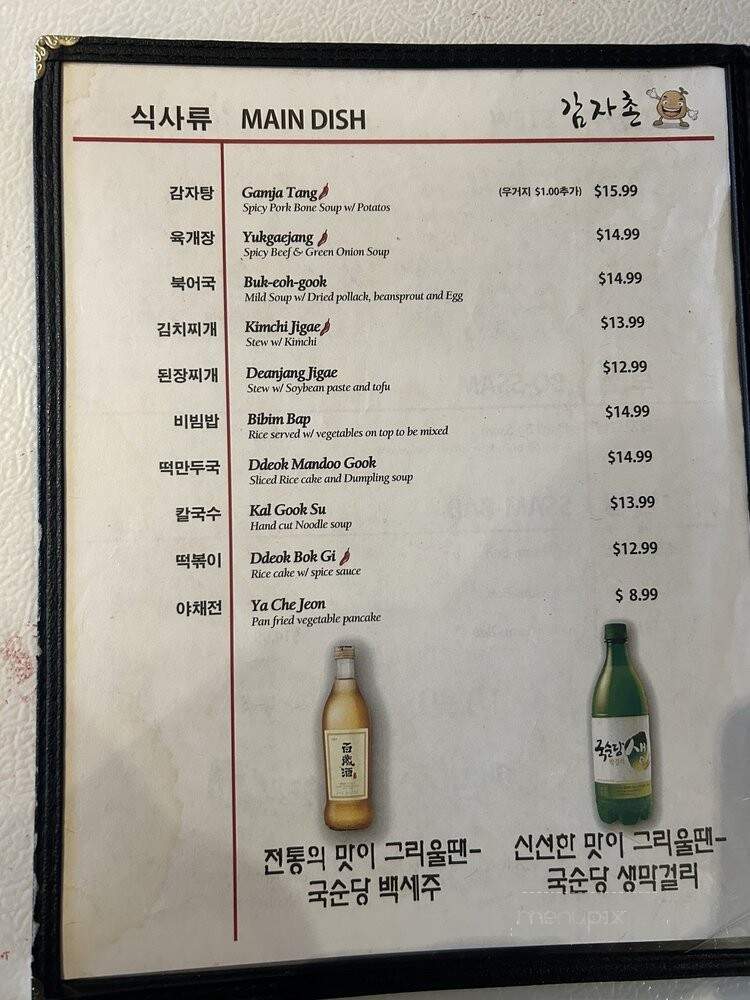 식사류 MAIN DISH 감자촌
감자탕 Gamja Tang (우거지 $1.00추가) $15.99
Spicy Pork Bone Soup w/ Potatos
육개장 Yukgaejang $14.99
Spicy Beef & Green Onion Soup
북어국 Buk-eoh-gook $14.99
Mild Soup w/ Dried pollack, beansprout and Egg
김치찌개 Kimchi Jigae $13.99
Stew w/ Kimchi
된장찌개 Deanjang Jigae $12.99
Stew w/ Soybean paste and tofu
비빔밥 Bibim Bap $14.99
Rice served w/ vegetables on top to be mixed
떡만두국 Ddeok Mandoo Gook $14.99
Sliced Rice cake and Dumpling soup
칼국수 Kal Gook Su $13.99
Hand cut Noodle soup
떡볶이 Ddeok Bok Gi $12.99
Rice cake w/ spice sauce
야채전 Ya Che Jeon $ 8.99
Pan fried vegetable pancake
百歲酒
국순당 생
막걸리
전통의 맛이 그리울땐-
국순당 백세주
신선한 맛이 그리울땐-
국순당 생막걸리
menupix